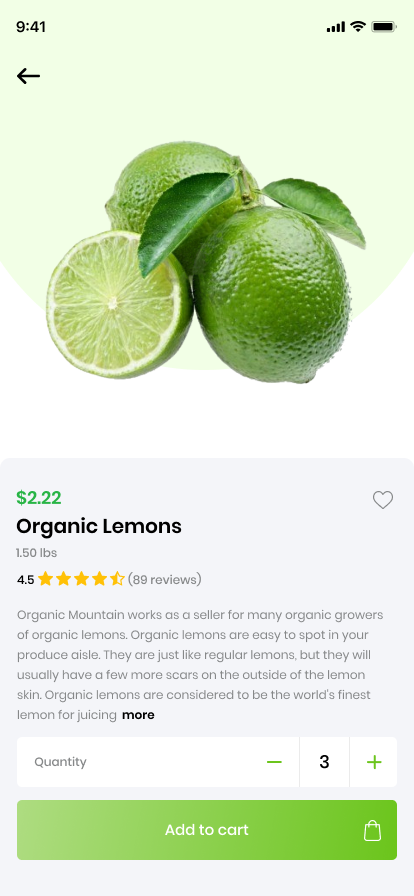 9:41
$2.22
Organic Lemons
1.50 lbs
4.5 (89 reviews)
Organic Mountain works as a seller for many organic growers
of organic lemons. Organic lemons are easy to spot in your
produce aisle. They are just like regular lemons, but they will
usually have a few more scars on the outside of the lemon
skin. Organic lemons are considered to be the world's finest
lemon for juicing more
Quantity 3
Add to cart